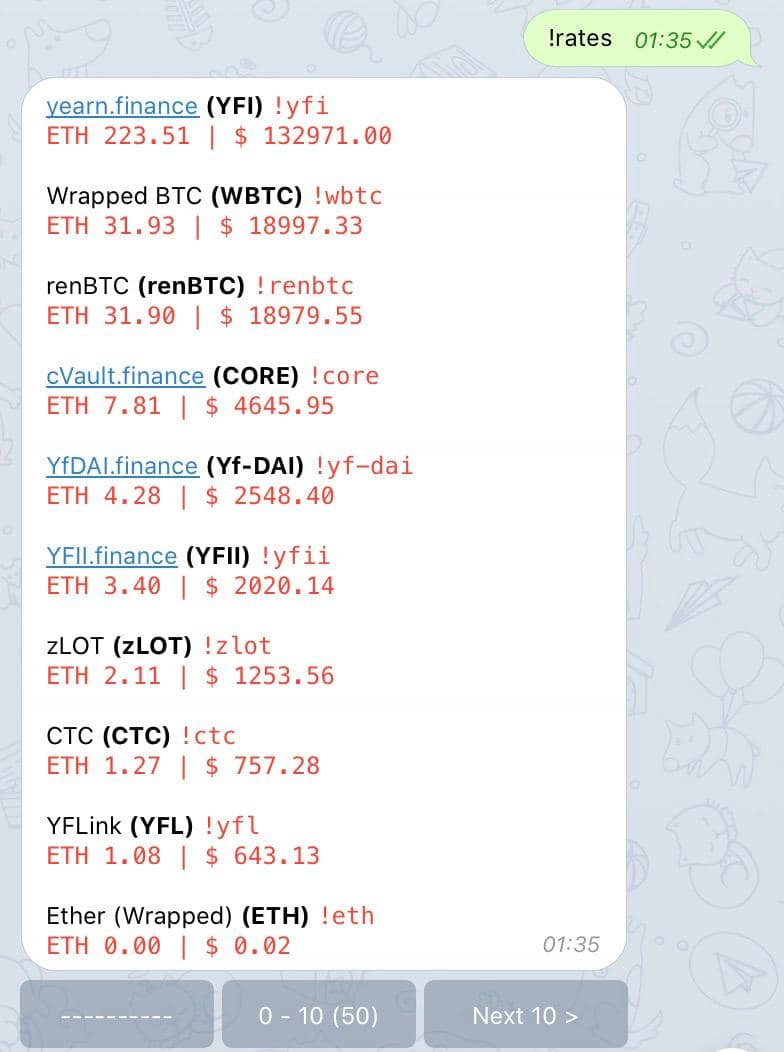 !rates 01:35
yearn.finance (YFI) !yfi
ETH 223.51 | $ 132971.00
Wrapped BTC (WBTC) !wbtc
ETH 31.93 | $ 18997.33
renBTC (renBTC) !renbtc
ETH 31.90 | $ 18979.55
cVault.finance (CORE) !core
ETH 7.81 | $ 4645.95
YfDAI.finance (Yf-DAI) !yf-dai
ETH 4.28 | $ 2548.40
YFII.finance (YFII) !yfii
ETH 3.40 | $ 2020.14
zLOT (zLOT) !zlot
ETH 2.11 | $ 1253.56
CTC (CTC) !ctc
ETH 1.27 | $ 757.28
YFLink (YFL) !yfl
ETH 1.08 | $ 643.13
Ether (Wrapped) (ETH) !eth
ETH 0.00 | $ 0.02 01:35
---------- 0 - 10 (50) Next 10 >